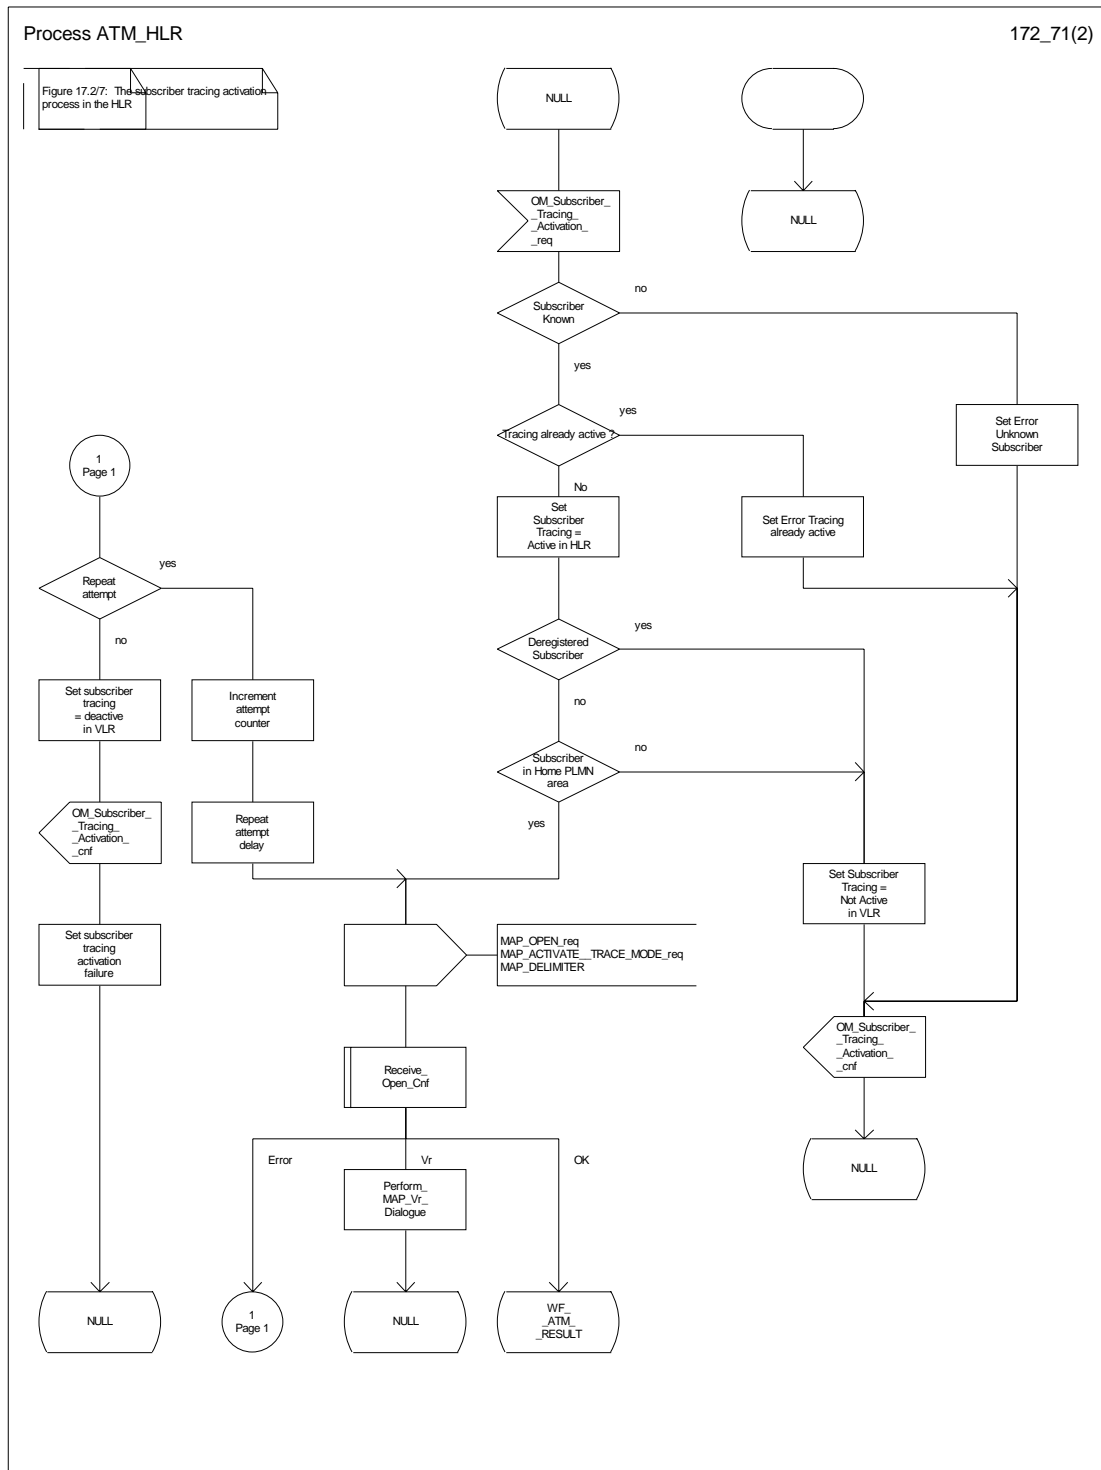 Process ATM_HLR
172_71(2)
Figure 17.2/7: The subscriber tracing activation
process in the HLR
NULL
OM_Subscriber_
_Tracing_
_Activation_
_req
NULL
Subscriber
Known
no
yes
Tracing already active ?
yes
Set Error
Unknown
Subscriber
1
Page 1
No
Set
Subscriber
Tracing =
Active in HLR
Set Error Tracing
already active
Repeat
attempt
yes
no
Deregistered
Subscriber
yes
no
Set subscriber
tracing
= deactive
in VLR
Increment
attempt
counter
Subscriber
in Home PLMN
area
no
yes
OM_Subscriber_
_Tracing_
_Activation_
_cnf
Repeat
attempt
delay
Set Subscriber
Tracing =
Not Active
in VLR
Set subscriber
tracing
activation
failure
MAP_OPEN_req
MAP_ACTIVATE__TRACE_MODE_req
MAP_DELIMITER
OM_Subscriber_
_Tracing_
_Activation_
_cnf
Receive_
Open_Cnf
Error
Vr
OK
Perform_
MAP_Vr_
Dialogue
NULL
NULL
1
Page 1
NULL
WF_
_ATM_
_RESULT